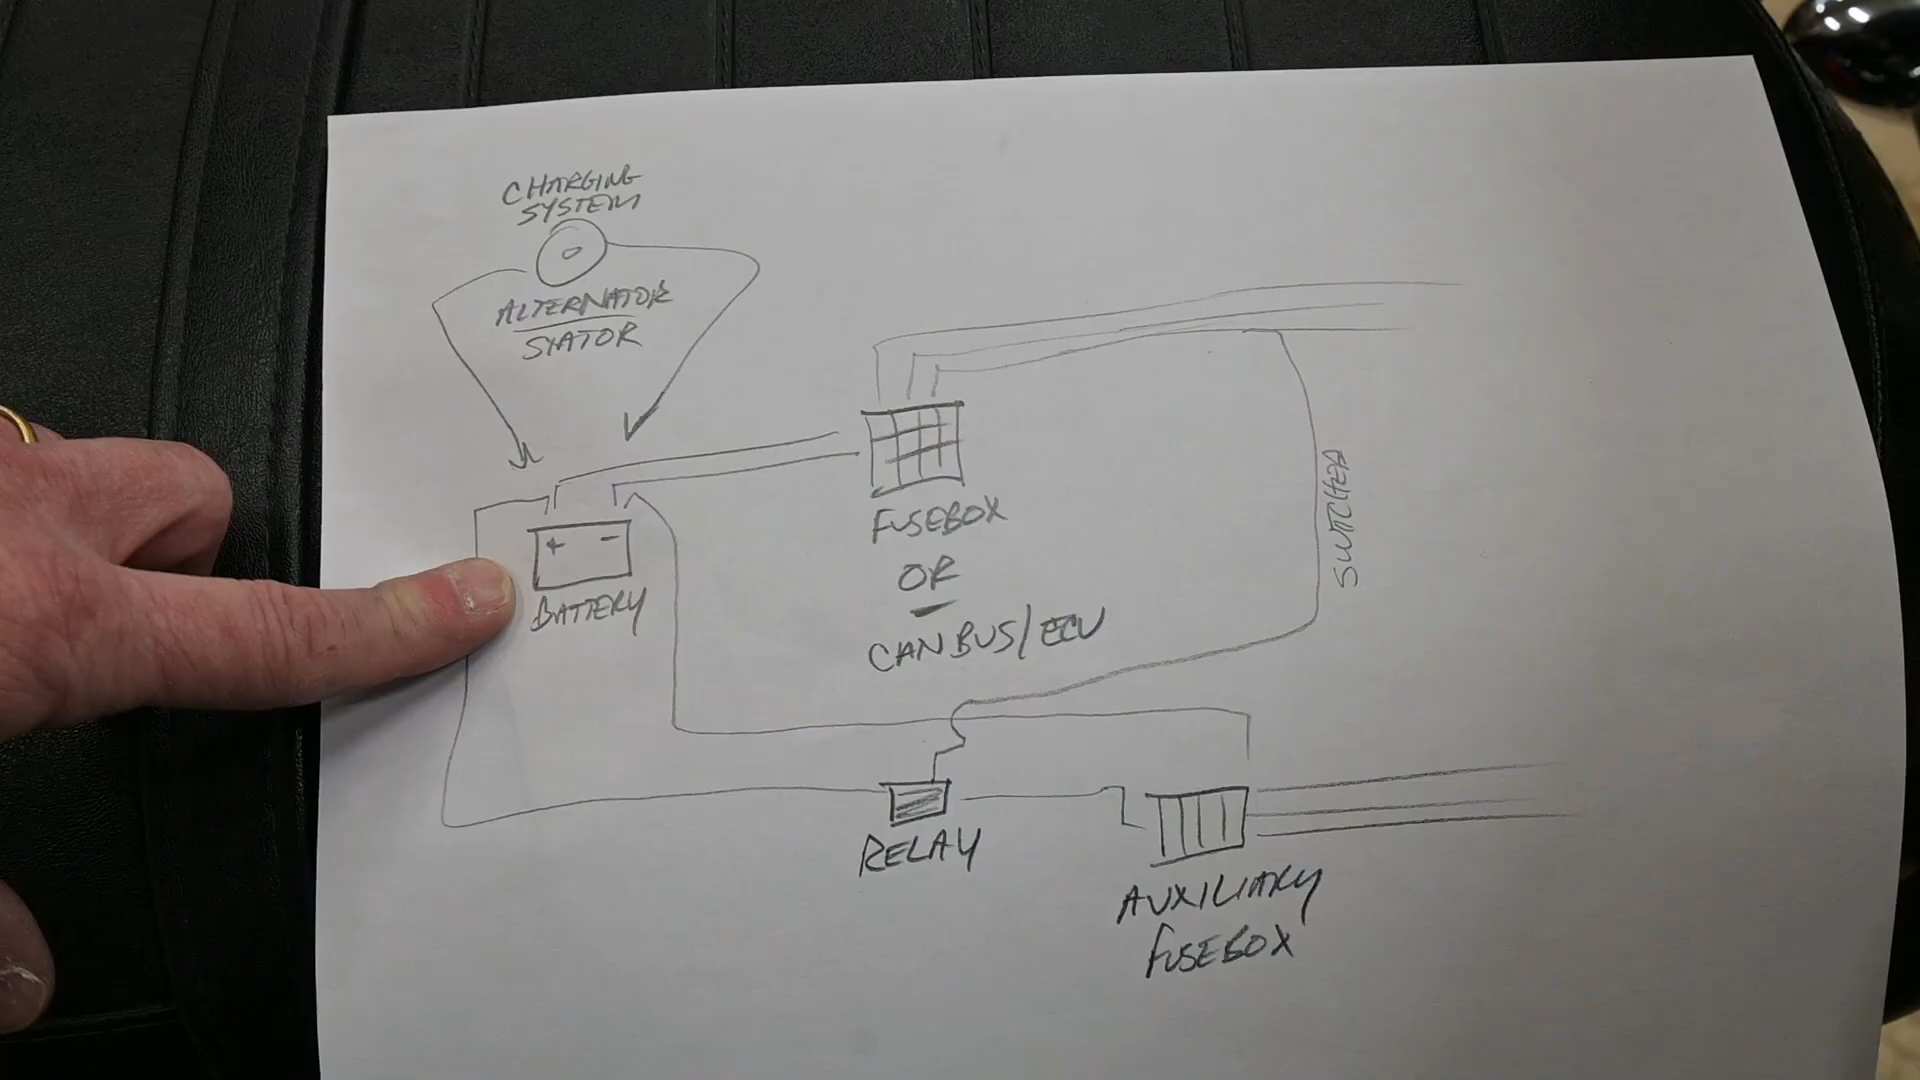 CHARGING
SYSTEM
ALTERNATOR
STATOR
+ -
BATTERY
FUSEBOX
OR
CANBUS/ECU
SWITCHED
RELAY
AUXILIARY
FUSEBOX